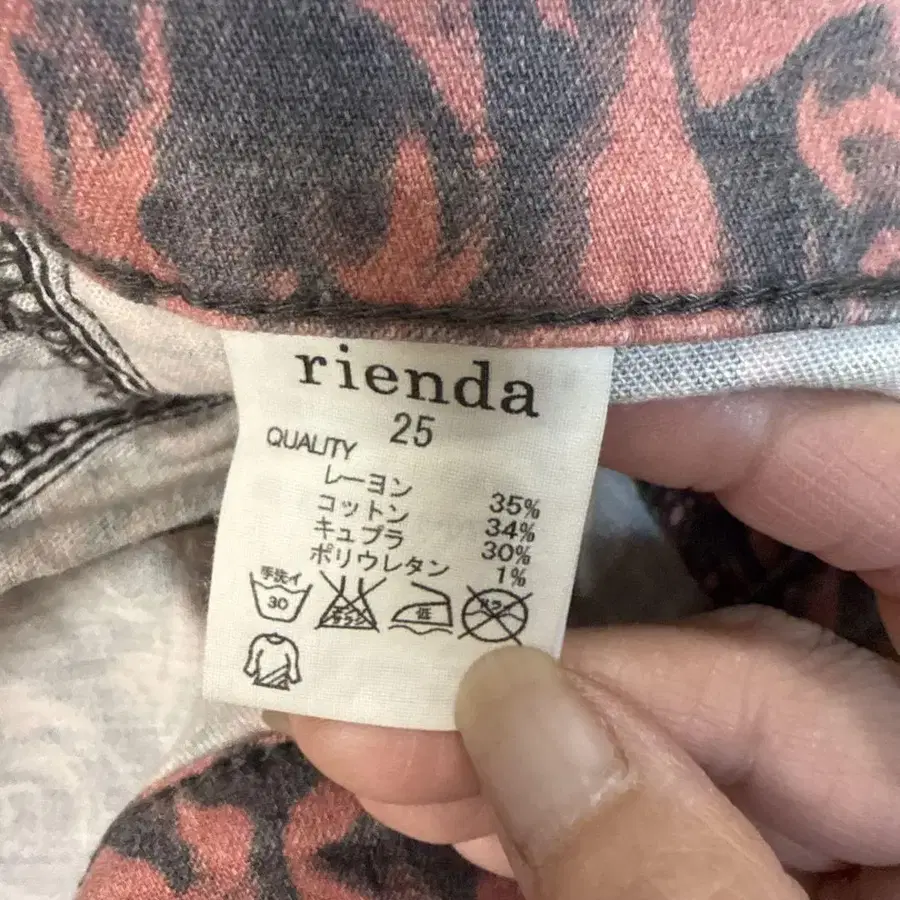 rienda
25
QUALITY
レーヨン 35%
コットン 34%
キュプラ 30%
ポリウレタン 1%
手洗イ
30
低